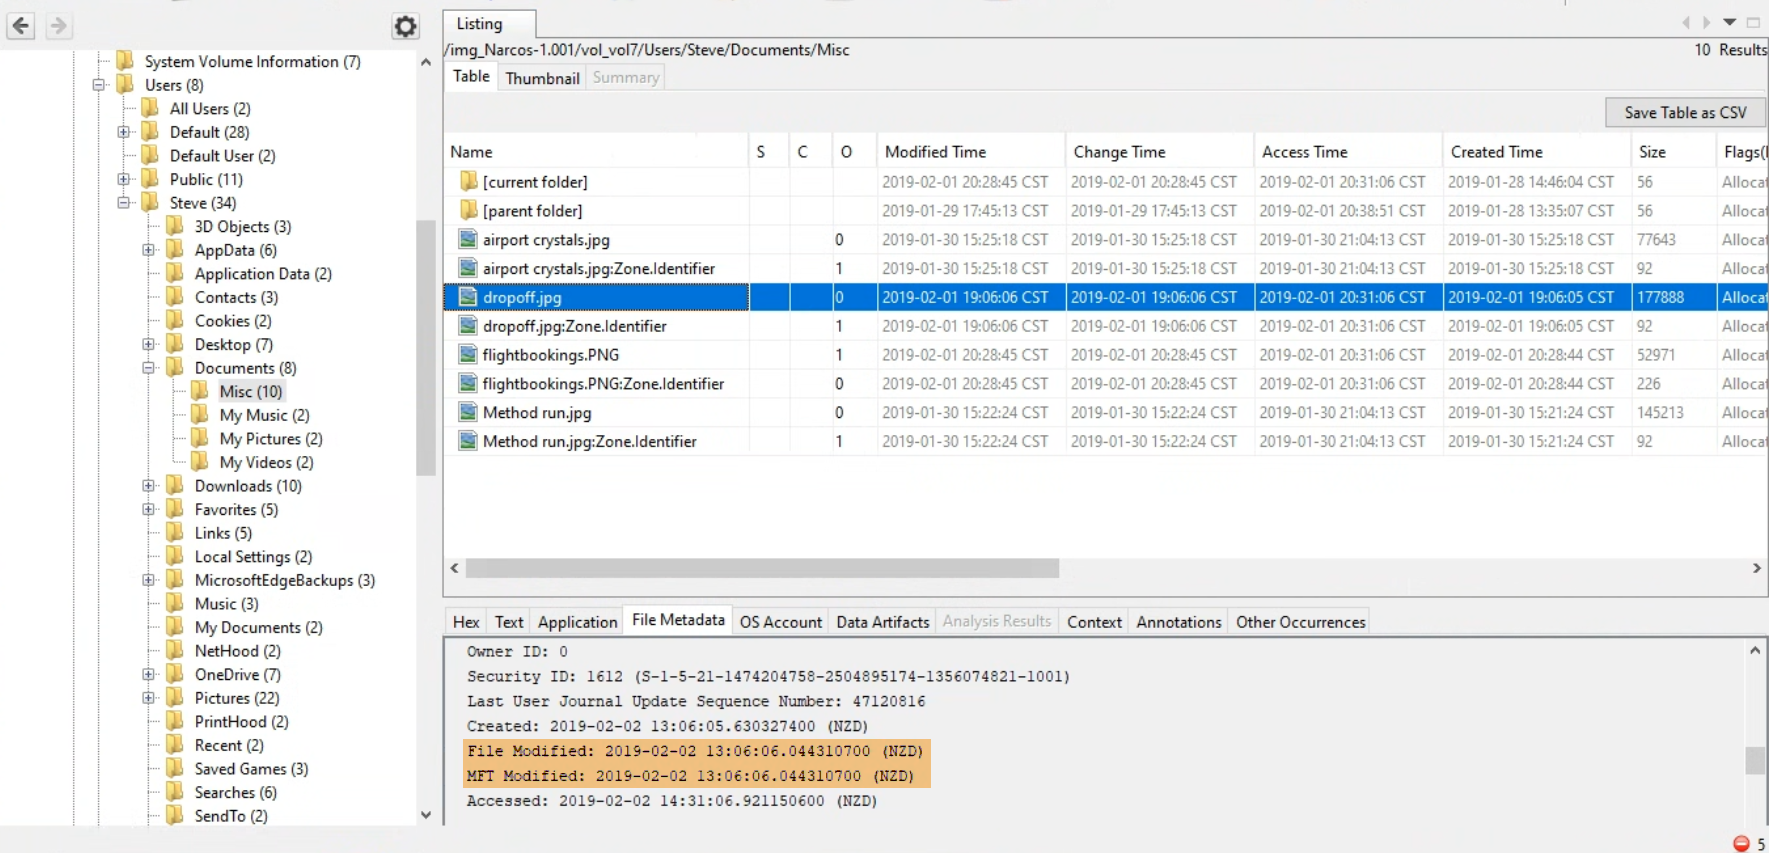 System Volume Information (7)
Users (8)
All Users (2)
Default (28)
Default User (2)
Public (11)
Steve (34)
3D Objects (3)
AppData (6)
Application Data (2)
Contacts (3)
Cookies (2)
Desktop (7)
Documents (8)
Misc (10)
My Music (2)
My Pictures (2)
My Videos (2)
Downloads (10)
Favorites (5)
Links (5)
Local Settings (2)
MicrosoftEdgeBackups (3)
Music (3)
My Documents (2)
NetHood (2)
OneDrive (7)
Pictures (22)
PrintHood (2)
Recent (2)
Saved Games (3)
Searches (6)
SendTo (2)
Listing
/img_Narcos-1.001/vol_vol7/Users/Steve/Documents/Misc 10 Results
Table Thumbnail Summary
Save Table as CSV
Name S C O Modified Time Change Time Access Time Created Time Size Flags(
[current folder] 2019-02-01 20:28:45 CST 2019-02-01 20:28:45 CST 2019-02-01 20:31:06 CST 2019-01-28 14:46:04 CST 56 Allocat
[parent folder] 2019-01-29 17:45:13 CST 2019-01-29 17:45:13 CST 2019-02-01 20:38:51 CST 2019-01-28 13:35:07 CST 56 Allocat
airport crystals.jpg 0 2019-01-30 15:25:18 CST 2019-01-30 15:25:18 CST 2019-01-30 21:04:13 CST 2019-01-30 15:25:18 CST 77643 Allocat
airport crystals.jpg:Zone.Identifier 1 2019-01-30 15:25:18 CST 2019-01-30 15:25:18 CST 2019-01-30 21:04:13 CST 2019-01-30 15:25:18 CST 92 Allocat
dropoff.jpg 0 2019-02-01 19:06:06 CST 2019-02-01 19:06:06 CST 2019-02-01 20:31:06 CST 2019-02-01 19:06:05 CST 177888 Allocat
dropoff.jpg:Zone.Identifier 1 2019-02-01 19:06:06 CST 2019-02-01 19:06:06 CST 2019-02-01 20:31:06 CST 2019-02-01 19:06:05 CST 92 Allocat
flightbookings.PNG 1 2019-02-01 20:28:45 CST 2019-02-01 20:28:45 CST 2019-02-01 20:31:06 CST 2019-02-01 20:28:44 CST 52971 Allocat
flightbookings.PNG:Zone.Identifier 0 2019-02-01 20:28:45 CST 2019-02-01 20:28:45 CST 2019-02-01 20:31:06 CST 2019-02-01 20:28:44 CST 226 Allocat
Method run.jpg 0 2019-01-30 15:22:24 CST 2019-01-30 15:22:24 CST 2019-01-30 21:04:13 CST 2019-01-30 15:21:24 CST 145213 Allocat
Method run.jpg:Zone.Identifier 1 2019-01-30 15:22:24 CST 2019-01-30 15:22:24 CST 2019-01-30 21:04:13 CST 2019-01-30 15:21:24 CST 92 Allocat
Hex Text Application File Metadata OS Account Data Artifacts Analysis Results Context Annotations Other Occurrences
Owner ID: 0
Security ID: 1612 (S-1-5-21-1474204758-2504895174-1356074821-1001)
Last User Journal Update Sequence Number: 47120816
Created: 2019-02-02 13:06:05.630327400 (NZD)
File Modified: 2019-02-02 13:06:06.044310700 (NZD)
MFT Modified: 2019-02-02 13:06:06.044310700 (NZD)
Accessed: 2019-02-02 14:31:06.921150600 (NZD)
5